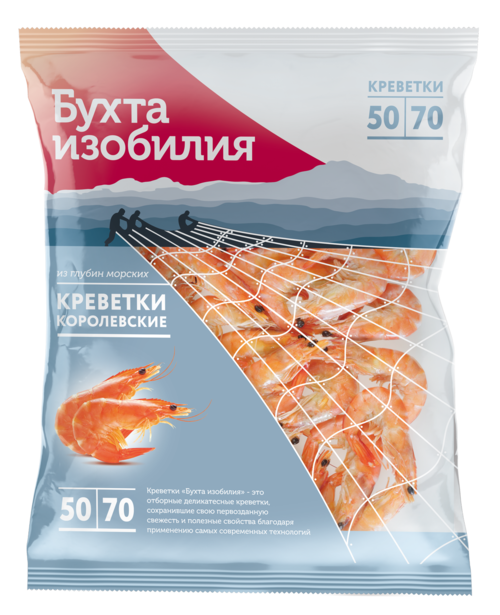 Бухта
изобилия
КРЕВЕТКИ
50|70
из глубин морских
КРЕВЕТКИ
КОРОЛЕВСКИЕ
50|70
Креветки «Бухта изобилия» - это
отборные деликатесные креветки,
сохранившие свою первозданную
свежесть и полезные свойства благодаря
применению самых современных технологий